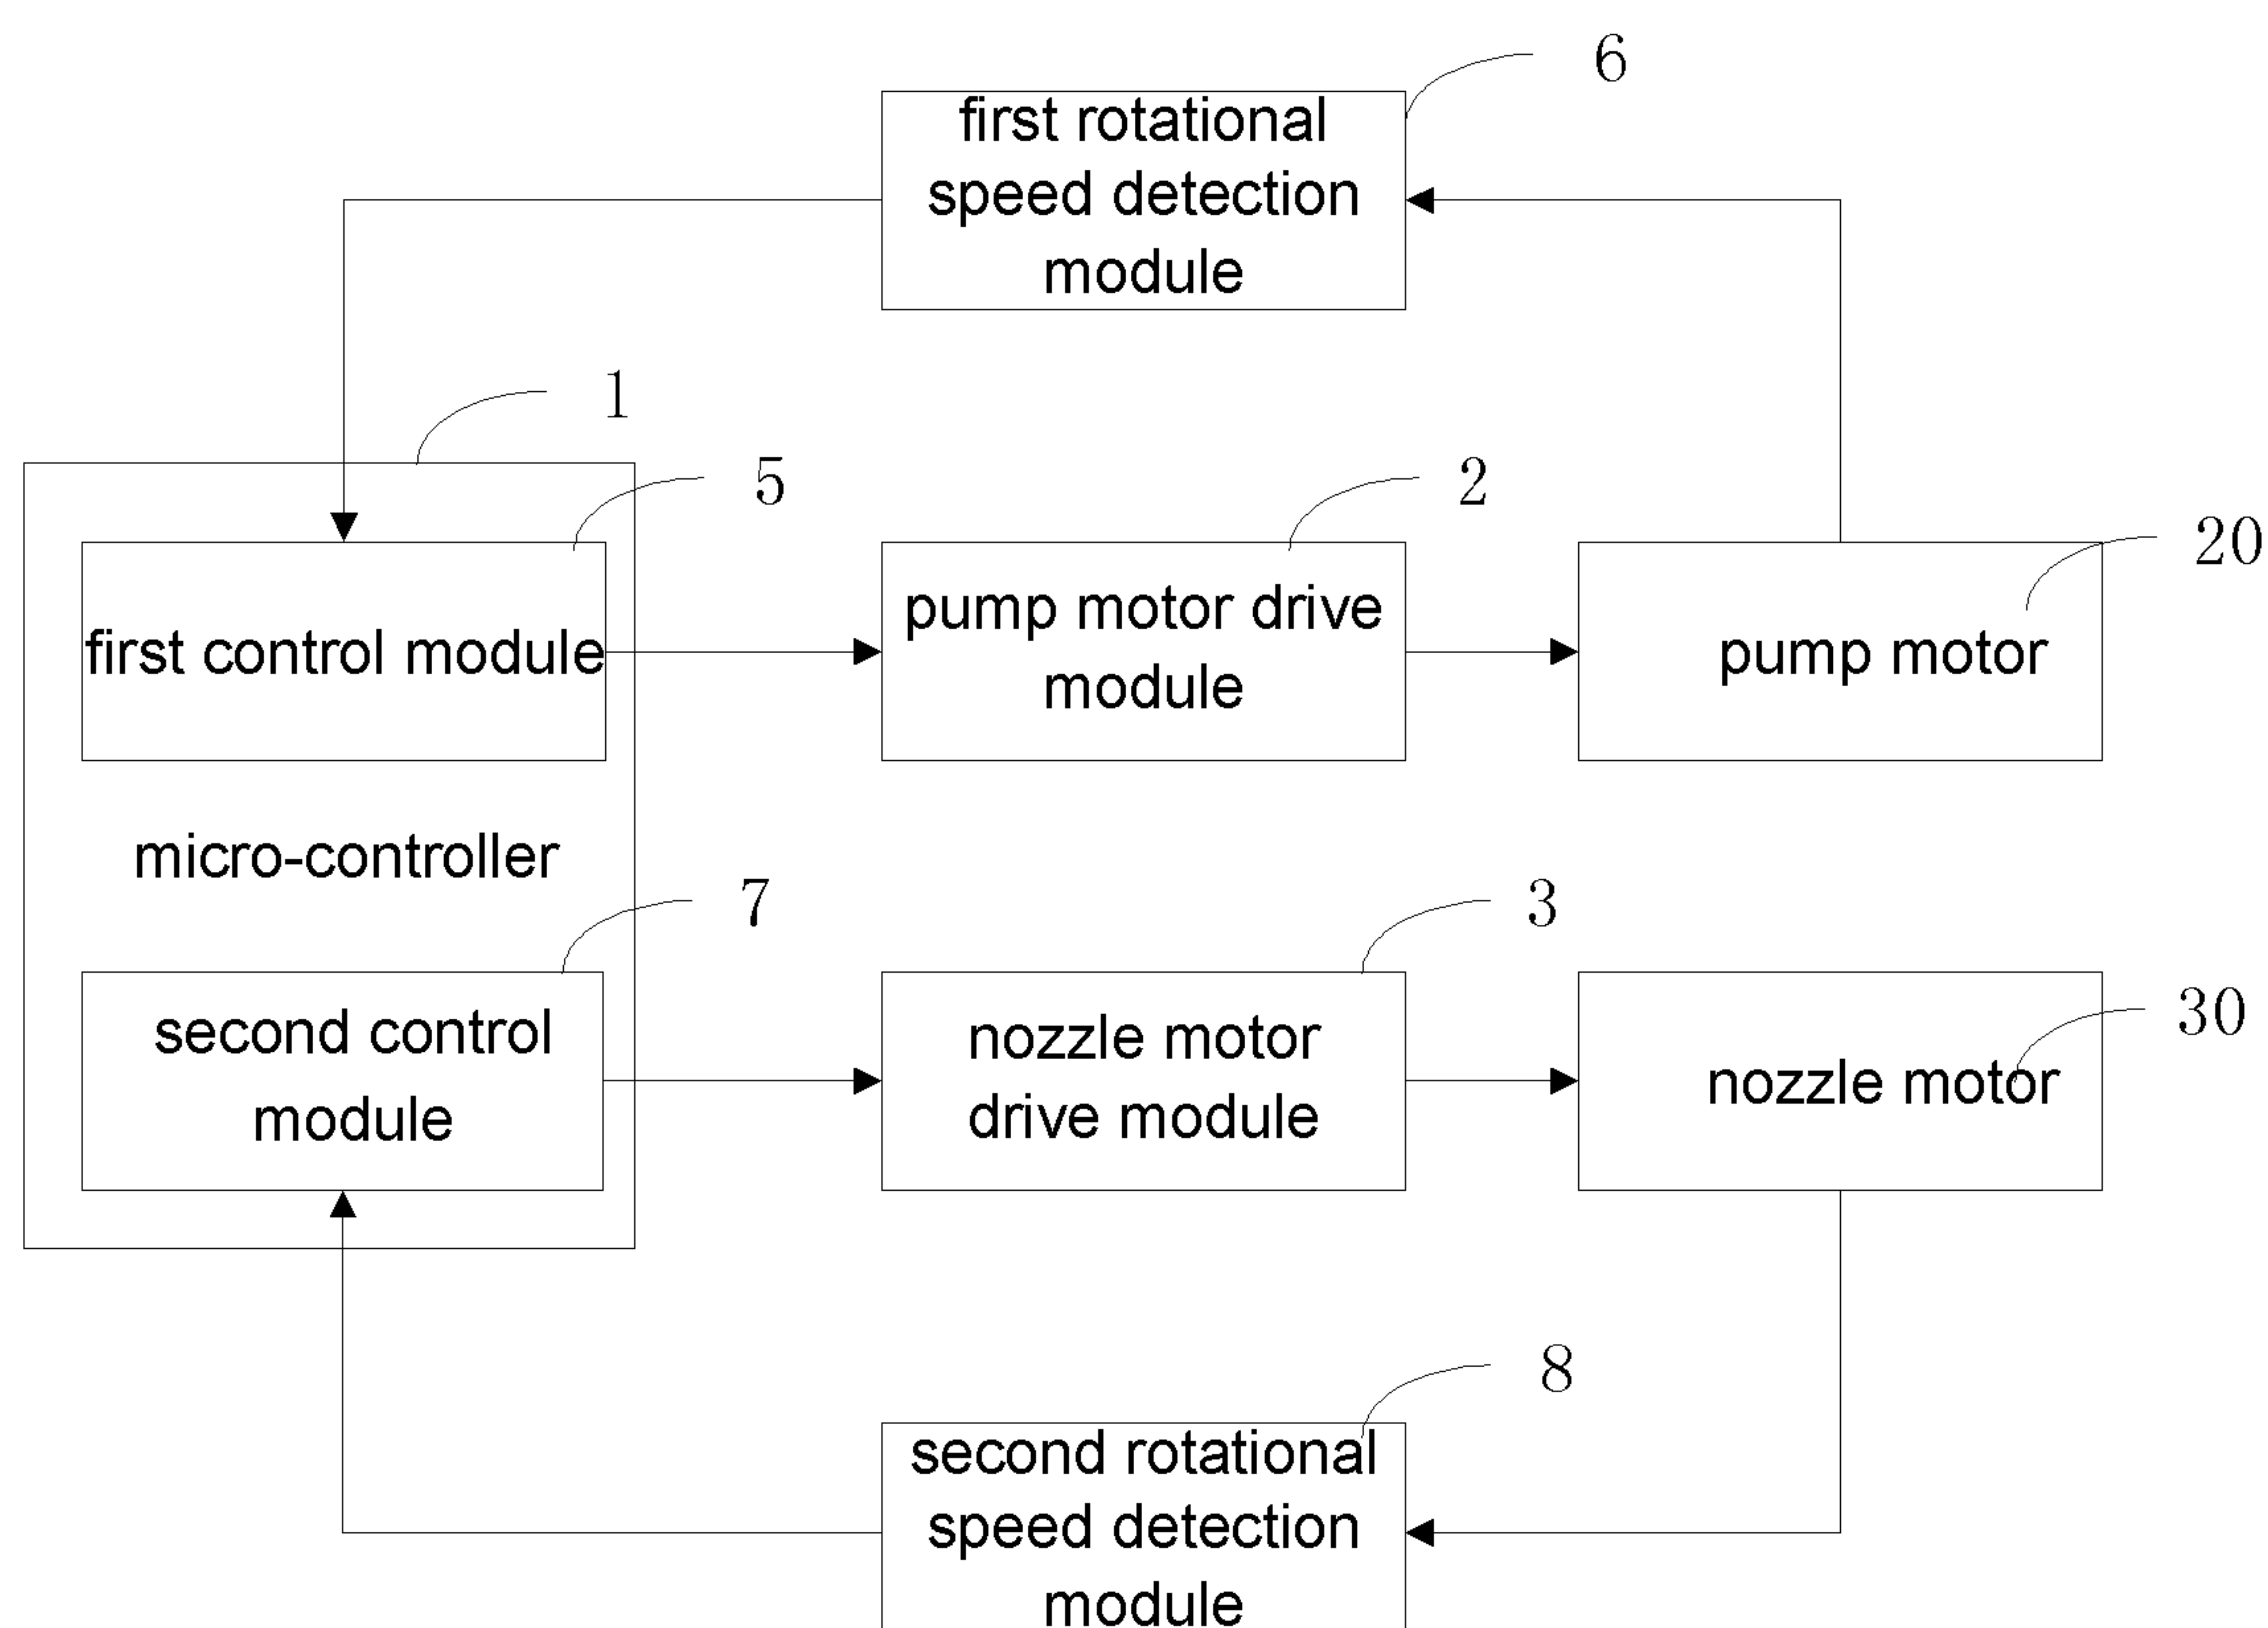 6
first rotational
speed detection
module
1
5
2
20
first control module
pump motor drive
module
pump motor
micro-controller
7
3
30
second control
module
nozzle motor
drive module
nozzle motor
8
second rotational
speed detection
module